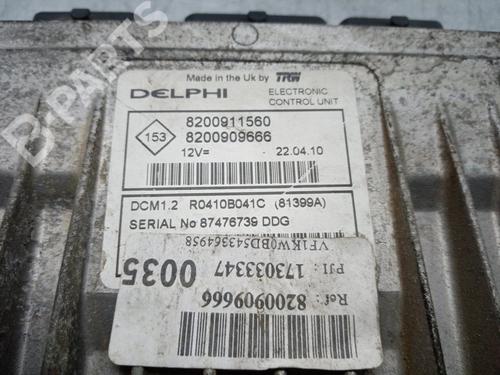 Made in the Uk by TRW
DELPHI
ELECTRONIC
CONTROL UNIT
153
8200911560
8200909666
12V=
22.04.10
DCM1.2 R0410B041C (81399A)
SERIAL No 87476739 DDG
VF1KW0BD543364958
PJI : 173033347 0035
Ref : 8200909666
B-PARTS